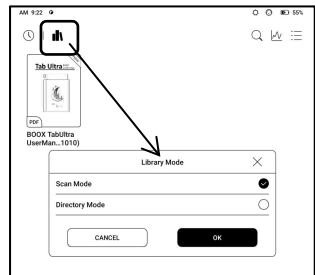 AM 9:22
55%
Tab Ultra
PDF
BOOX TabUltra
UserMan...1010)
Library Mode
Scan Mode
Directory Mode
CANCEL
OK